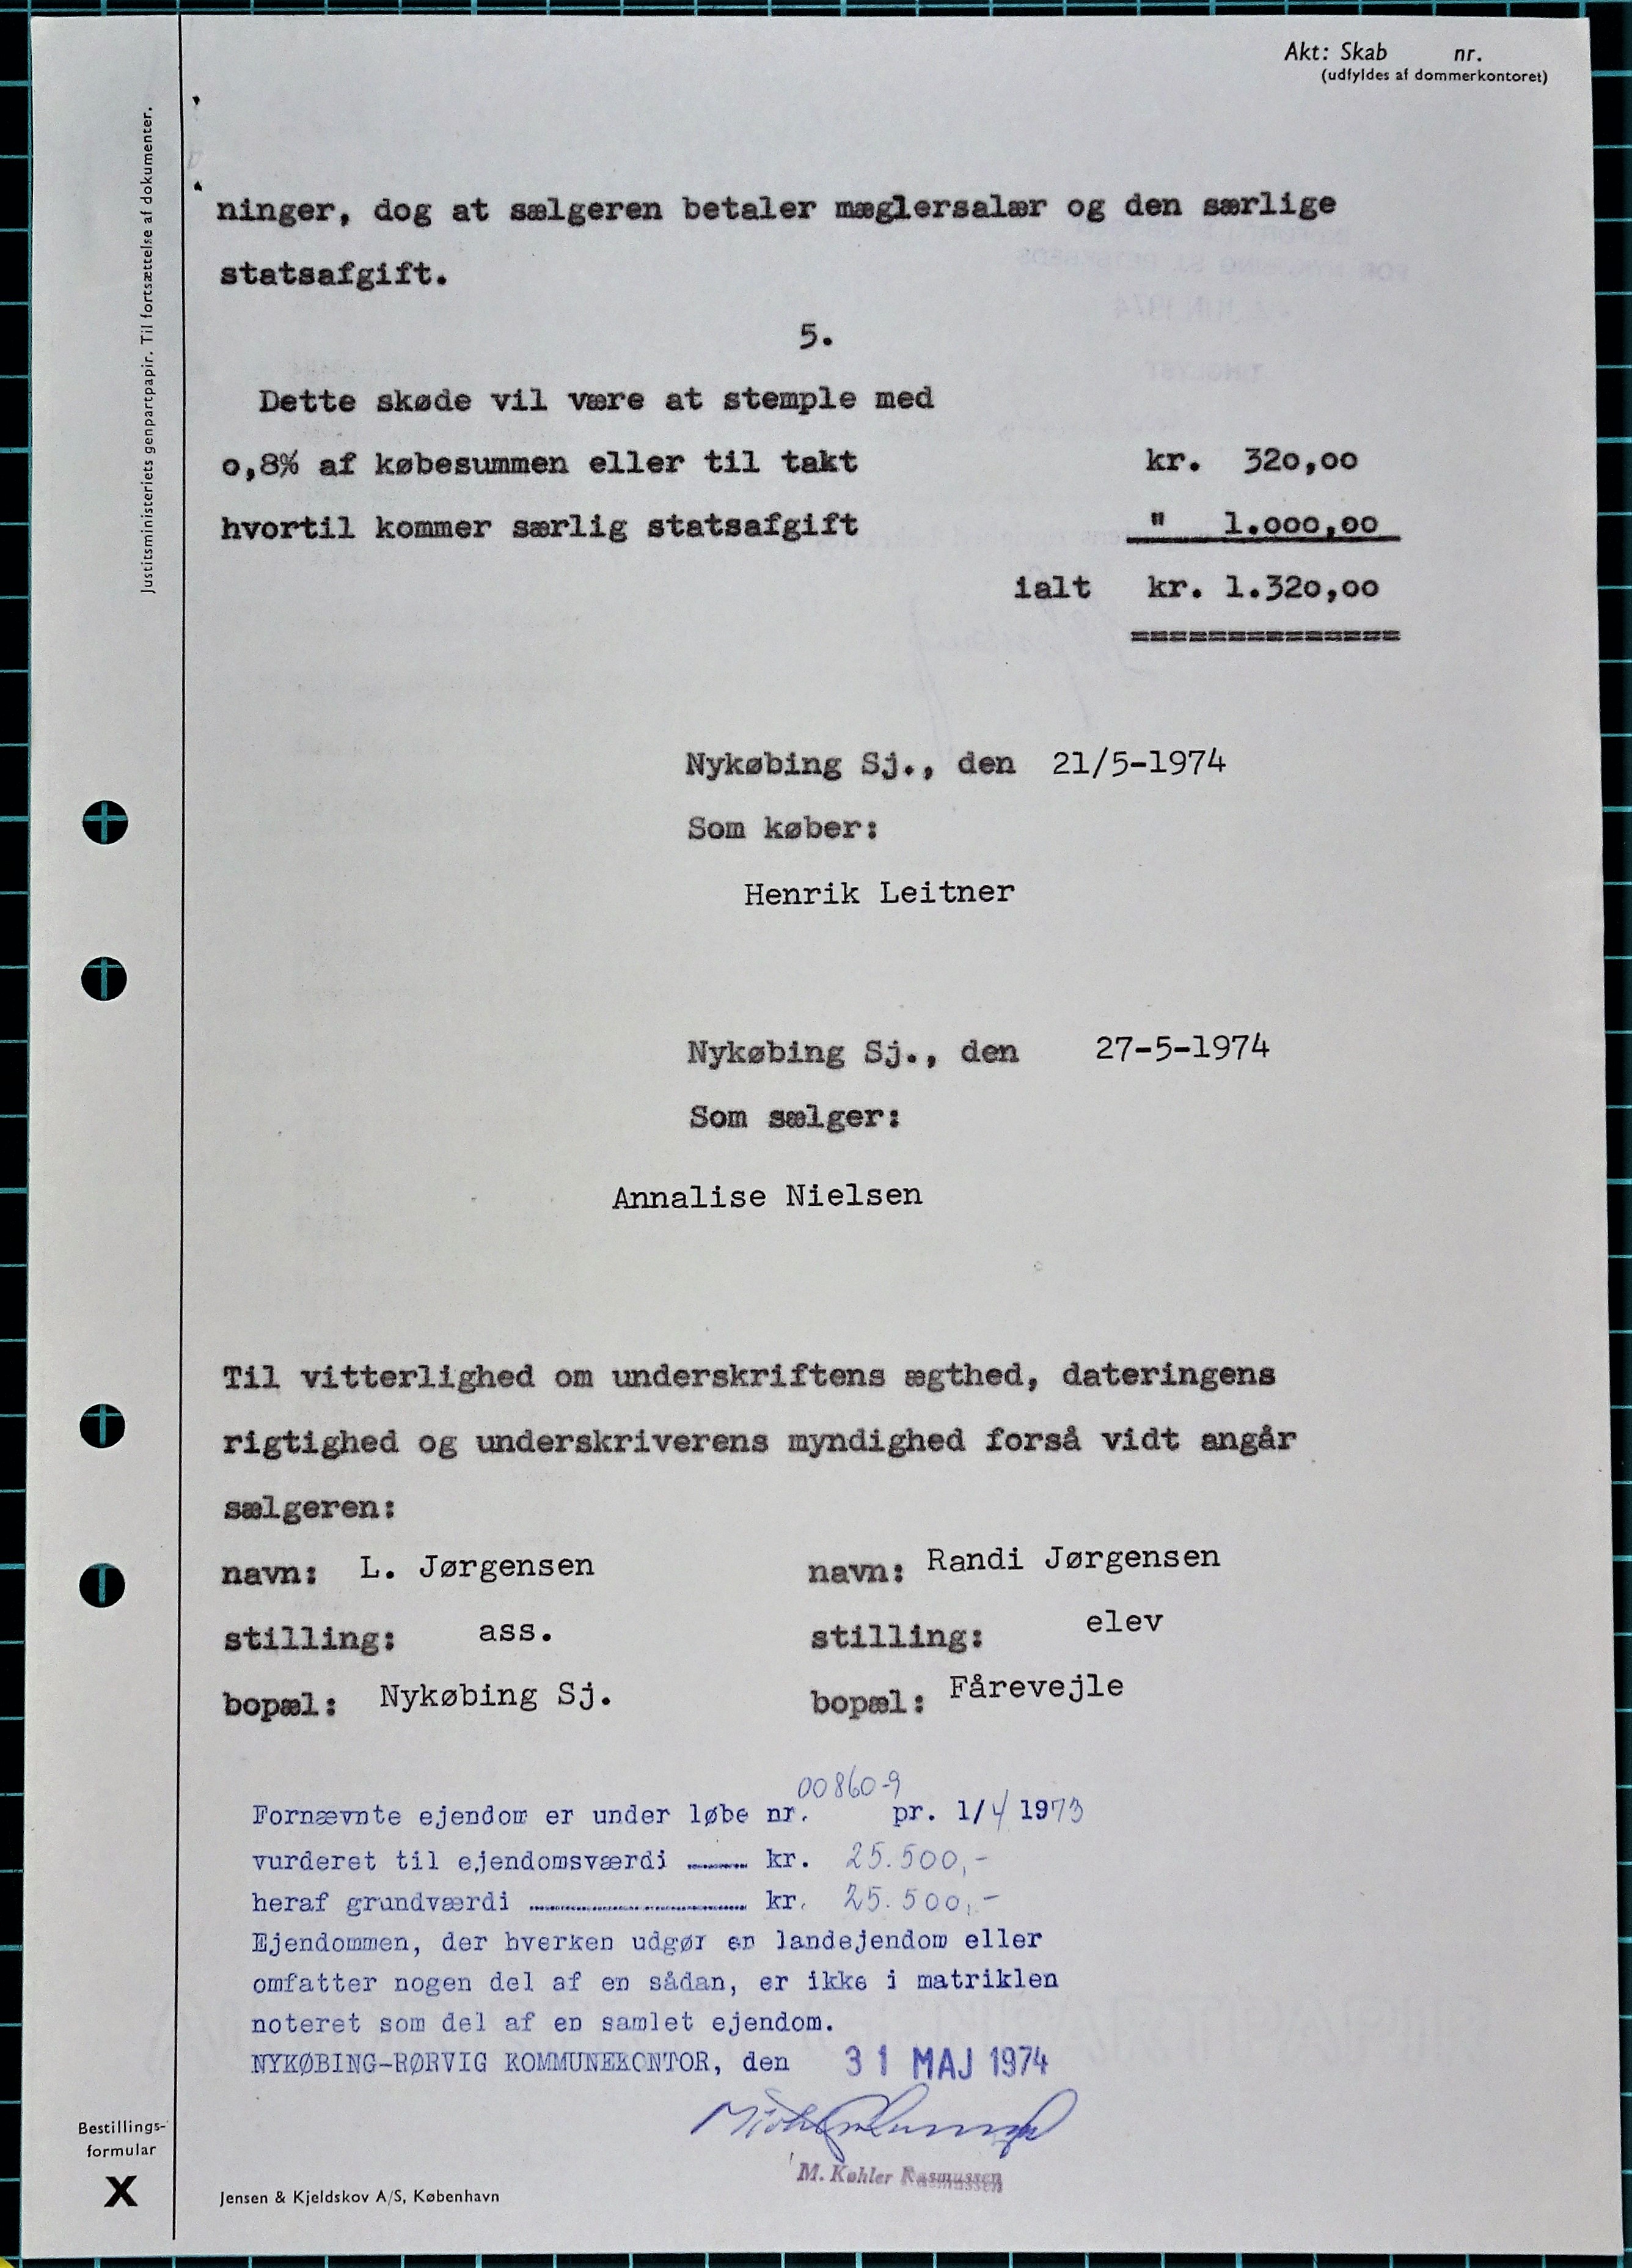 Akt: Skab nr.
(udfyldes af dommerkontoret)
Justitsministeriets genpartpapir. Til fortsættelse af dokumenter.
ninger, dog at sælgeren betaler mæglersalær og den særlige
statsafgift.
5.
Dette skøde vil være at stemple med
o,8% af købesummen eller til takt kr. 32o,oo
hvortil kommer særlig statsafgift " 1.ooo,oo
ialt kr. 1.32o,oo
==============
Nykøbing Sj., den 21/5-1974
Som køber:
Henrik Leitner
Nykøbing Sj., den 27-5-1974
Som sælger:
Annalise Nielsen
Til vitterlighed om underskriftens ægthed, dateringens
rigtighed og underskriverens myndighed forså vidt angår
sælgeren:
navn: L. Jørgensen navn: Randi Jørgensen
stilling: ass. stilling: elev
bopæl: Nykøbing Sj. bopæl: Fårevejle
00860-9
Fornævnte ejendom er under løbe nr. pr. 1/4 1973
vurderet til ejendomsværdi ........ kr. 25.500,-
heraf grundværdi ........ kr. 25.500,-
Ejendommen, der hverken udgør en landejendom eller
omfatter nogen del af en sådan, er ikke i matriklen
noteret som del af en samlet ejendom.
NYKØBING-RØRVIG KOMMUNEKONTOR, den 31 MAJ 1974
M. Køhler Rasmussen
Bestillings-
formular
X
Jensen & Kjeldskov A/S, København